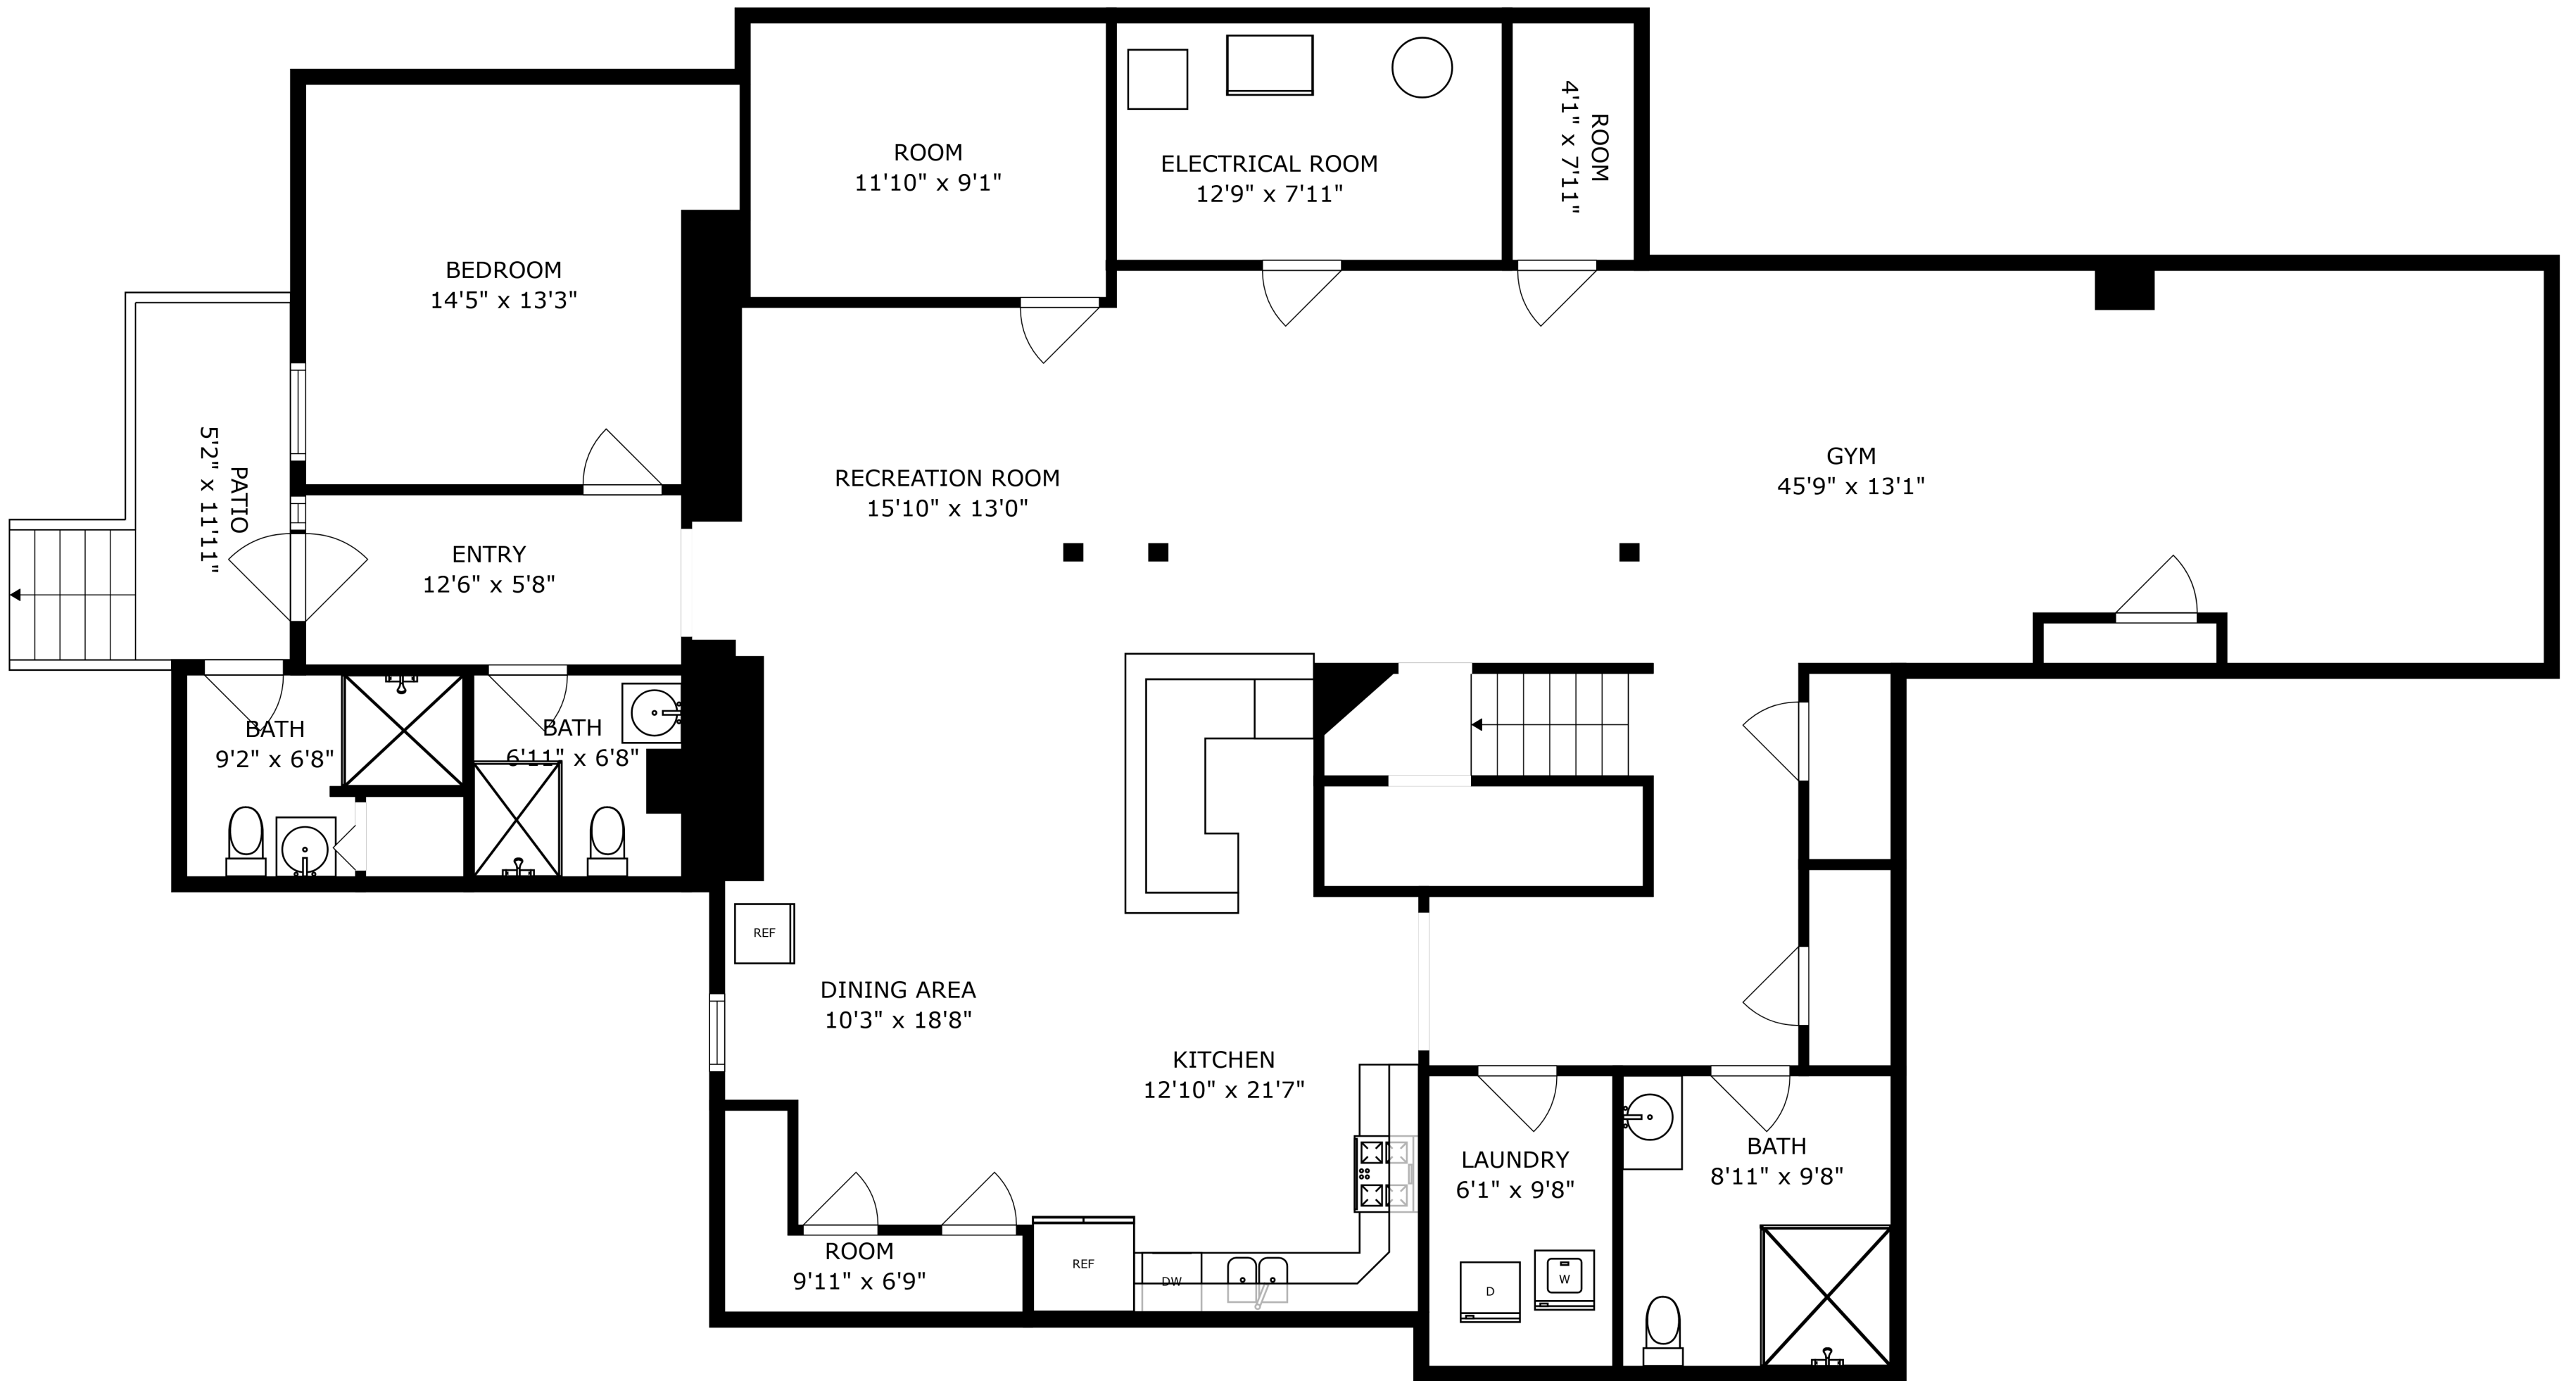 ROOM
11'10" x 9'1"
ELECTRICAL ROOM
12'9" x 7'11"
ROOM
4'1" x 7'11"
BEDROOM
14'5" x 13'3"
PATIO
5'2" x 11'11"
ENTRY
12'6" x 5'8"
RECREATION ROOM
15'10" x 13'0"
GYM
45'9" x 13'1"
BATH
9'2" x 6'8"
BATH
6'11" x 6'8"
REF
DINING AREA
10'3" x 18'8"
KITCHEN
12'10" x 21'7"
LAUNDRY
6'1" x 9'8"
BATH
8'11" x 9'8"
ROOM
9'11" x 6'9"
REF
DW
D
W